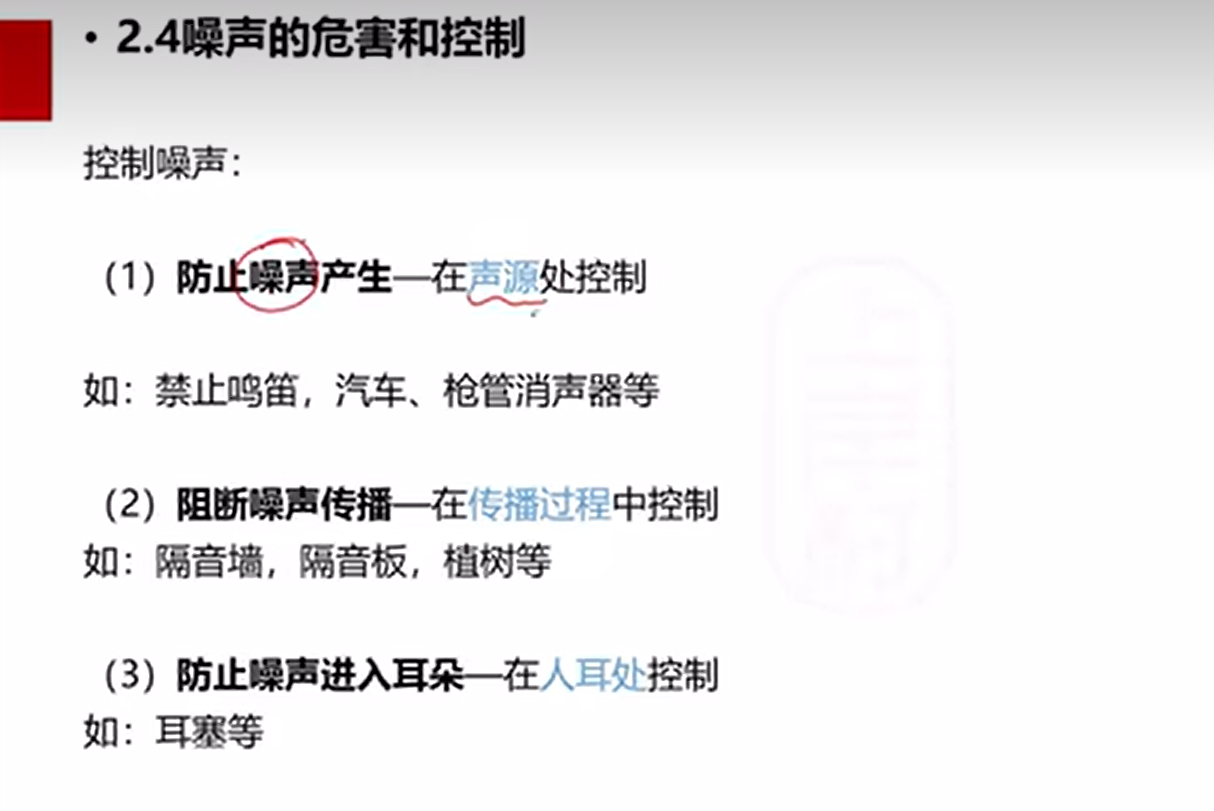 • 2.4噪声的危害和控制
控制噪声：
（1）防止噪声产生—在声源处控制
如：禁止鸣笛，汽车、枪管消声器等
（2）阻断噪声传播—在传播过程中控制
如：隔音墙，隔音板，植树等
（3）防止噪声进入耳朵—在人耳处控制
如：耳塞等